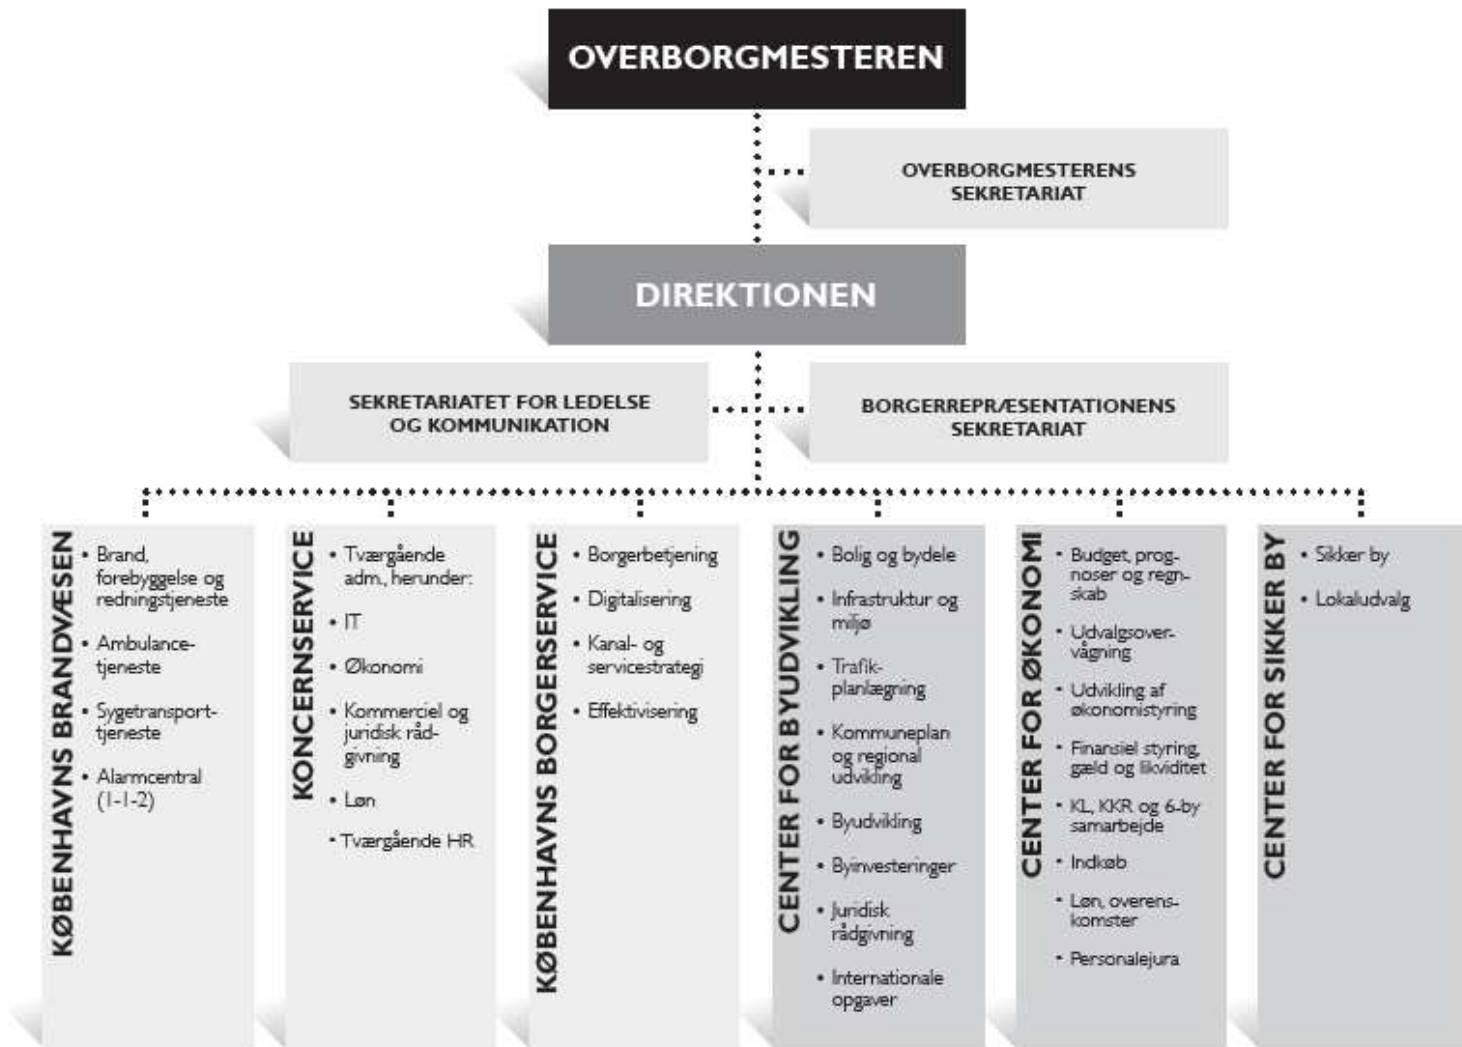 OVERBORGMESTEREN
OVERBORGMESTERENS
SEKRETARIAT
DIREKTIONEN
SEKRETARIATET FOR LEDELSE
OG KOMMUNIKATION
BORGERREPRÆSENTATIONENS
SEKRETARIAT
KØBENHAVNS BRANDVÆSEN
• Brand,
forebyggelse og
redningstjeneste
• Ambulance-
tjeneste
• Sygetransport-
tjeneste
• Alarmcentral
(1-1-2)
KONCERNSERVICE
• Tværgående
adm., herunder:
• IT
• Økonomi
• Kommerciel og
juridisk råd-
givning
• Løn
• Tværgående HR
KØBENHAVNS BORGERSERVICE
• Borgerbetjening
• Digitalisering
• Kanal- og
servicestrategi
• Effektivisering
CENTER FOR BYUDVIKLING
• Bolig og bydele
• Infrastruktur og
miljø
• Trafik-
planlægning
• Kommuneplan
og regional
udvikling
• Byudvikling
• Byinvesteringer
• Juridisk
rådgivning
• Internationale
opgaver
CENTER FOR ØKONOMI
• Budget, prog-
noser og regn-
skab
• Udvalgsover-
vågning
• Udvikling af
økonomistyring
• Finansiel styring,
gæld og likviditet
• KL, KKR og 6-by
samarbejde
• Indkøb
• Løn, overens-
komster
• Personalejura
CENTER FOR SIKKER BY
• Sikker by
• Lokaludvalg